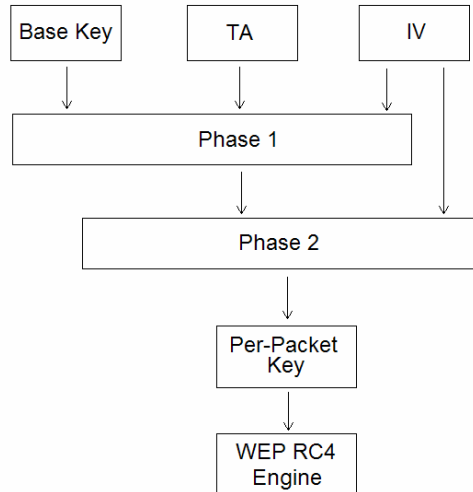 Base Key
TA
IV
Phase 1
Phase 2
Per-Packet
Key
WEP RC4
Engine